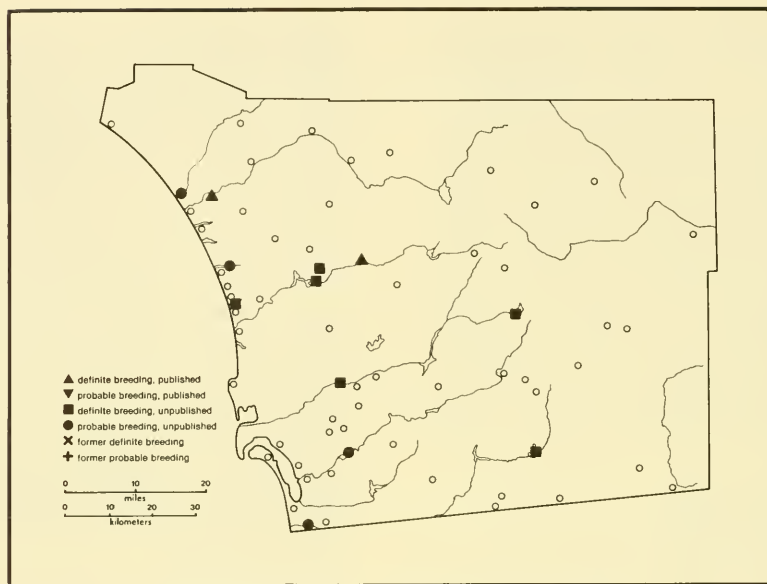 definite breeding, published
probable breeding, published
definite breeding, unpublished
probable breeding, unpublished
former definite breeding
former probable breeding
0 10 20
miles
0 10 20 30
kilometers